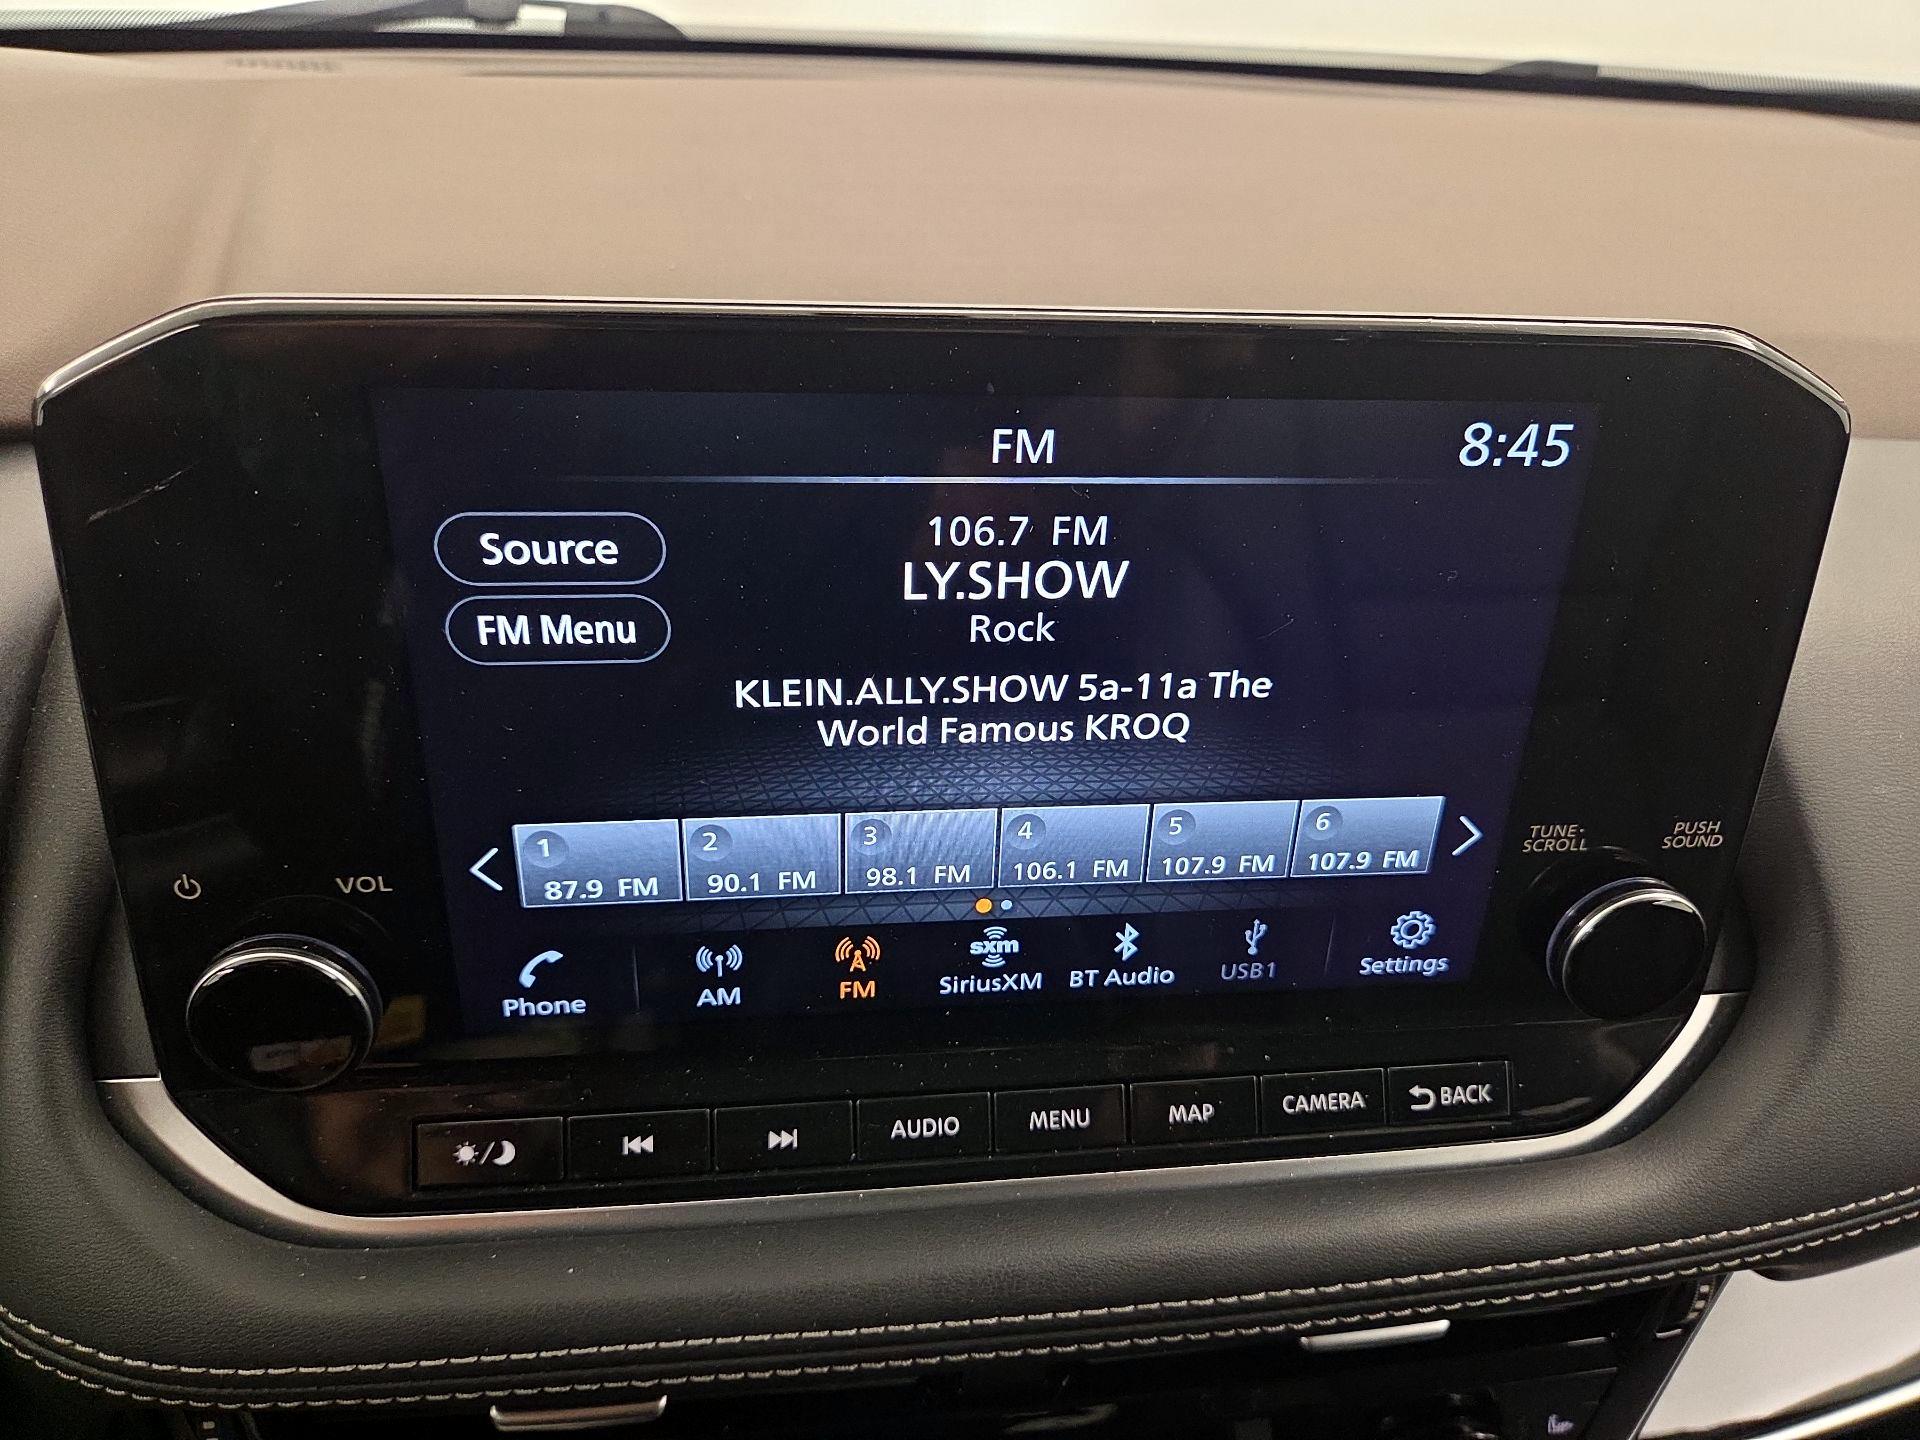 FM
8:45
Source
106.7 FM
LY.SHOW
FM Menu
Rock
KLEIN.ALLY.SHOW 5a-11a The
World Famous KROQ
1
87.9 FM
2
90.1 FM
3
98.1 FM
4
106.1 FM
5
107.9 FM
6
107.9 FM
VOL
TUNE·
SCROLL
PUSH
SOUND
Phone
AM
FM
sxm
SiriusXM
BT Audio
USB1
Settings
AUDIO
MENU
MAP
CAMERA
BACK